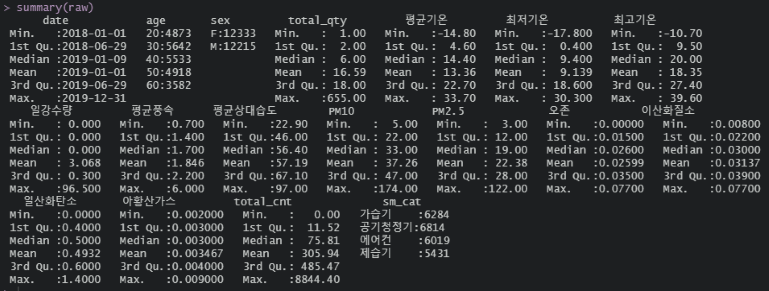 > summary(raw)
date age sex total_qty 평균기온 최저기온 최고기온
Min. :2018-01-01 20:4873 F:12333 Min. : 1.00 Min. :-14.80 Min. :-17.800 Min. :-10.70
1st Qu.:2018-06-29 30:5642 M:12215 1st Qu.: 2.00 1st Qu.: 4.60 1st Qu.: 0.400 1st Qu.: 9.50
Median :2019-01-09 40:5533 Median : 6.00 Median : 14.40 Median : 9.400 Median : 20.00
Mean :2019-01-01 50:4918 Mean : 16.59 Mean : 13.36 Mean : 9.139 Mean : 18.35
3rd Qu.:2019-07-06 60:3582 3rd Qu.: 18.00 3rd Qu.: 22.70 3rd Qu.: 18.600 3rd Qu.: 27.40
Max. :2019-12-31 Max. :655.00 Max. : 33.70 Max. : 30.300 Max. : 39.60
일강수량 평균풍속 평균상대습도 PM10 PM2.5 오존 이산화질소
Min. : 0.000 Min. :0.700 Min. :22.90 Min. : 5.00 Min. : 3.00 Min. :0.00000 Min. :0.00800
1st Qu.: 0.000 1st Qu.:1.400 1st Qu.:46.00 1st Qu.: 22.00 1st Qu.: 12.00 1st Qu.:0.01500 1st Qu.:0.02200
Median : 0.000 Median :1.700 Median :56.40 Median : 33.00 Median : 19.00 Median :0.02600 Median :0.03000
Mean : 3.068 Mean :1.846 Mean :57.19 Mean : 37.26 Mean : 22.38 Mean :0.02599 Mean :0.03137
3rd Qu.: 0.300 3rd Qu.:2.200 3rd Qu.:67.10 3rd Qu.: 47.00 3rd Qu.: 28.00 3rd Qu.:0.03500 3rd Qu.:0.03900
Max. :96.500 Max. :6.000 Max. :97.00 Max. :174.00 Max. :122.00 Max. :0.07700 Max. :0.07700
일산화탄소 아황산가스 total_cnt sm_cat
Min. :0.0000 Min. :0.002000 Min. : 0.00 가습기 :6284
1st Qu.:0.4000 1st Qu.:0.003000 1st Qu.: 11.52 공기청정기:6814
Median :0.5000 Median :0.003000 Median : 75.81 에어컨 :6019
Mean :0.4932 Mean :0.003467 Mean : 305.94 제습기 :5431
3rd Qu.:0.6000 3rd Qu.:0.004000 3rd Qu.: 485.47
Max. :1.4000 Max. :0.009000 Max. :8844.40